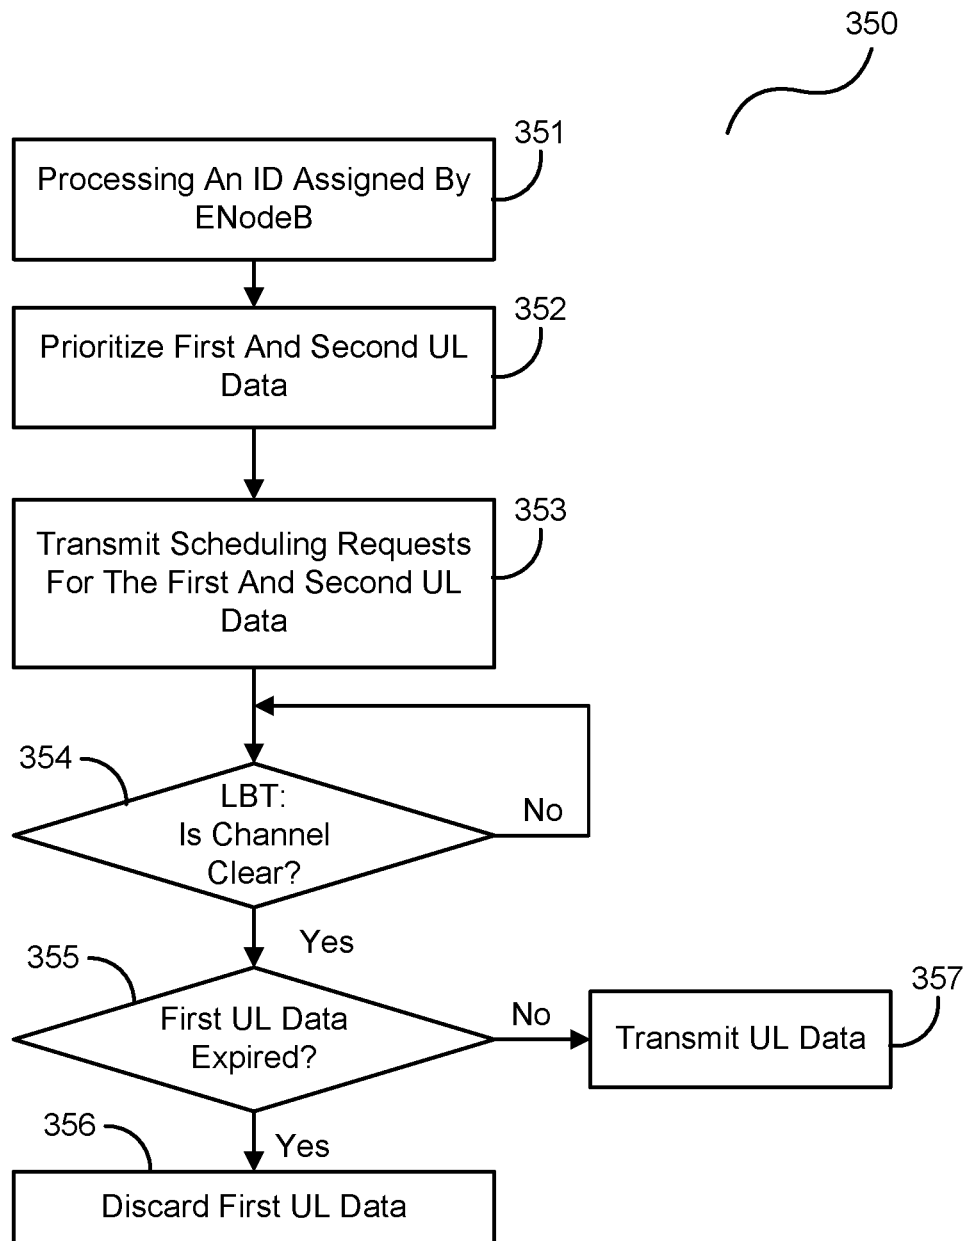 350
351
Processing An ID Assigned By
ENodeB
352
Prioritize First And Second UL
Data
353
Transmit Scheduling Requests
For The First And Second UL
Data
354
LBT:
Is Channel
Clear?
No
Yes
355
First UL Data
Expired?
No
357
Transmit UL Data
356
Yes
Discard First UL Data